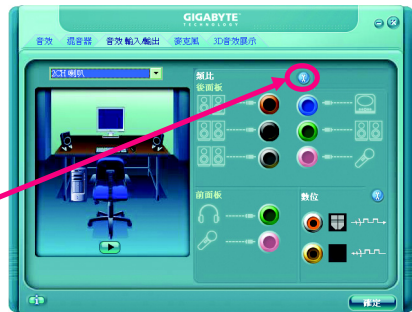 GIGABYTE
TECHNOLOGY
音效 混音器 音效輸入/輸出 麥克風 3D音效展示
2CH 喇叭
類比
後面板
前面板
數位
確定